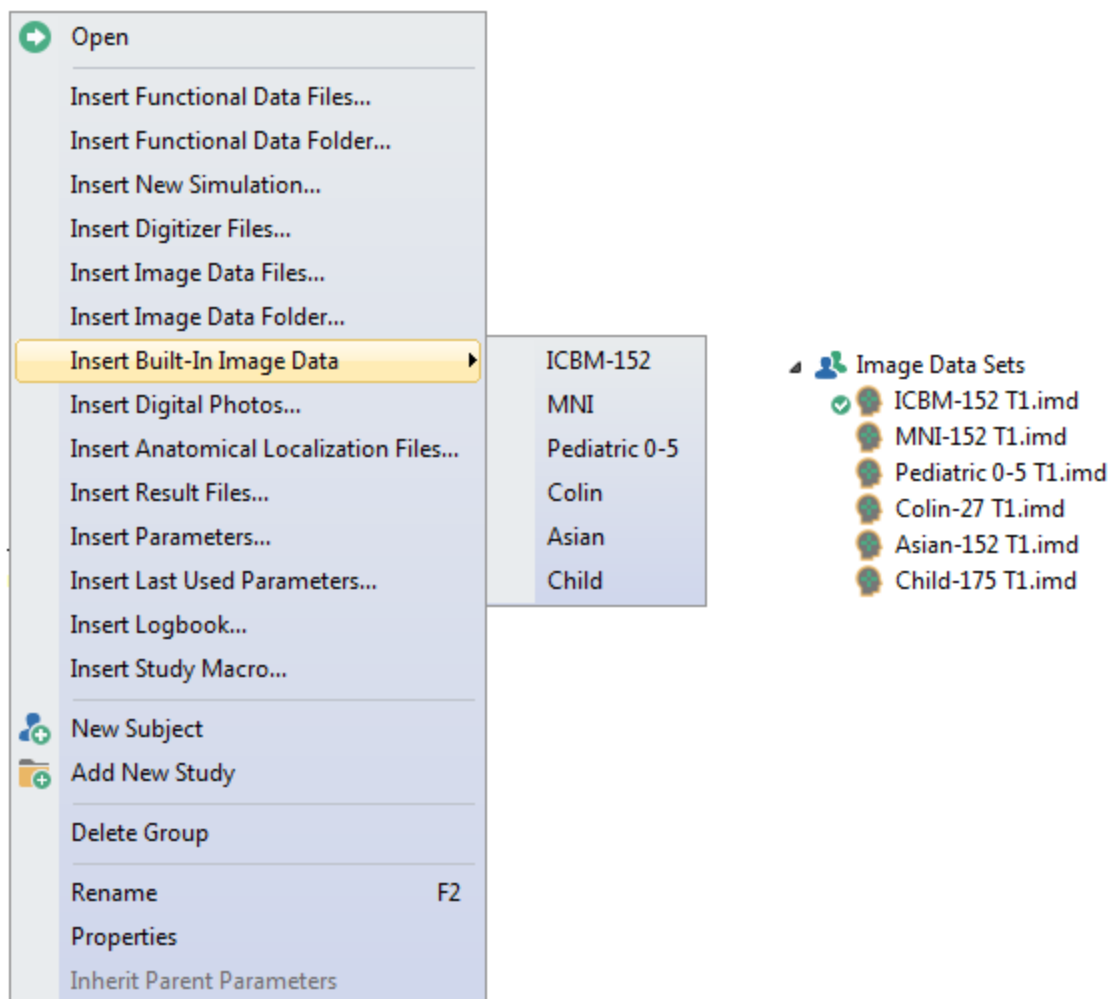 Open
Insert Functional Data Files...
Insert Functional Data Folder...
Insert New Simulation...
Insert Digitizer Files...
Insert Image Data Files...
Insert Image Data Folder...
Insert Built-In Image Data
Insert Digital Photos...
Insert Anatomical Localization Files...
Insert Result Files...
Insert Parameters...
Insert Last Used Parameters...
Insert Logbook...
Insert Study Macro...
New Subject
Add New Study
Delete Group
Rename F2
Properties
Inherit Parent Parameters
ICBM-152
MNI
Pediatric 0-5
Colin
Asian
Child
Image Data Sets
ICBM-152 T1.imd
MNI-152 T1.imd
Pediatric 0-5 T1.imd
Colin-27 T1.imd
Asian-152 T1.imd
Child-175 T1.imd